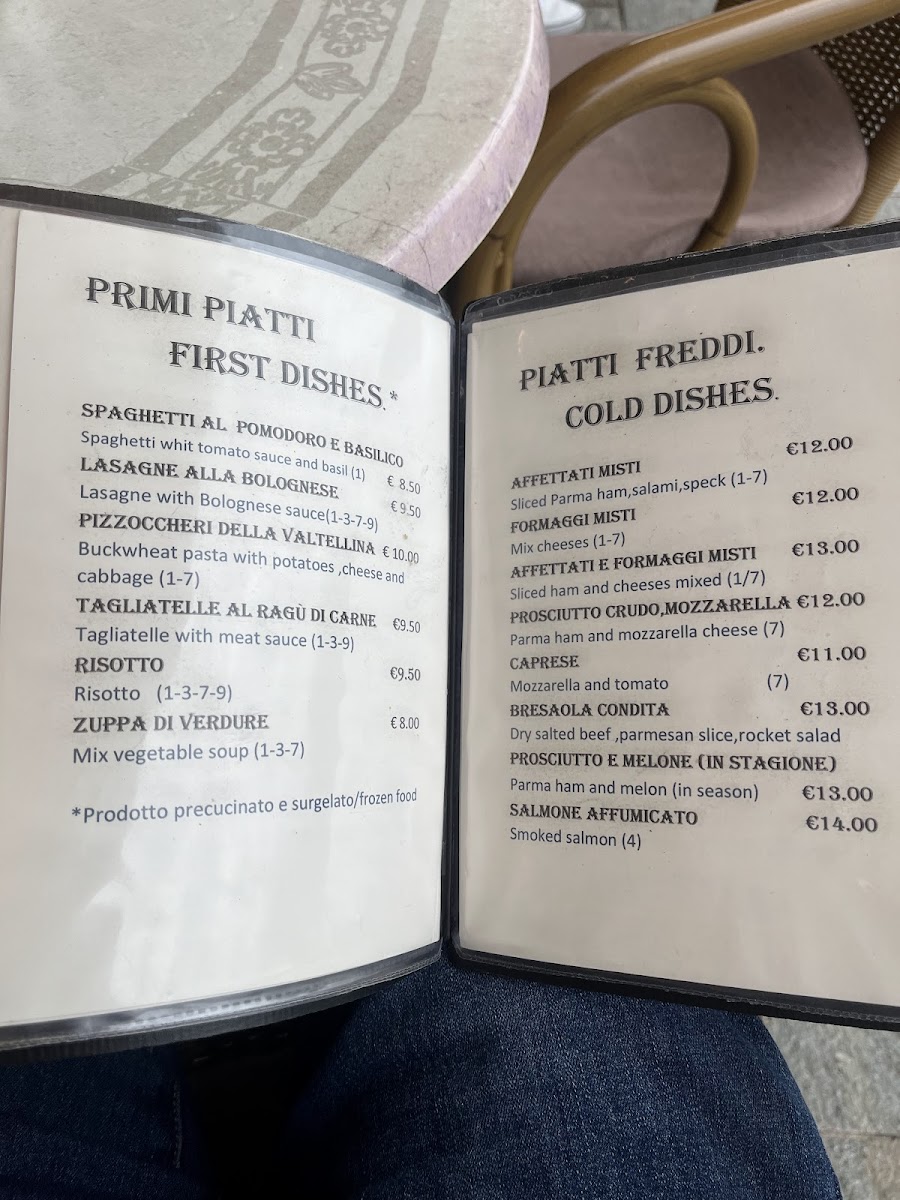 PRIMI PIATTI
FIRST DISHES.*
SPAGHETTI AL POMODORO E BASILICO
Spaghetti whit tomato sauce and basil (1) € 8.50
LASAGNE ALLA BOLOGNESE € 9.50
Lasagne with Bolognese sauce(1-3-7-9)
PIZZOCCHERI DELLA VALTELLINA € 10.00
Buckwheat pasta with potatoes ,cheese and
cabbage (1-7)
TAGLIATELLE AL RAGÙ DI CARNE €9.50
Tagliatelle with meat sauce (1-3-9)
RISOTTO €9.50
Risotto (1-3-7-9)
ZUPPA DI VERDURE € 8.00
Mix vegetable soup (1-3-7)
*Prodotto precucinato e surgelato/frozen food
PIATTI FREDDI.
COLD DISHES.
AFFETTATI MISTI €12.00
Sliced Parma ham,salami,speck (1-7)
FORMAGGI MISTI €12.00
Mix cheeses (1-7)
AFFETTATI E FORMAGGI MISTI €13.00
Sliced ham and cheeses mixed (1/7)
PROSCIUTTO CRUDO,MOZZARELLA €12.00
Parma ham and mozzarella cheese (7)
CAPRESE €11.00
Mozzarella and tomato (7)
BRESAOLA CONDITA €13.00
Dry salted beef ,parmesan slice,rocket salad
PROSCIUTTO E MELONE (IN STAGIONE)
Parma ham and melon (in season) €13.00
SALMONE AFFUMICATO €14.00
Smoked salmon (4)